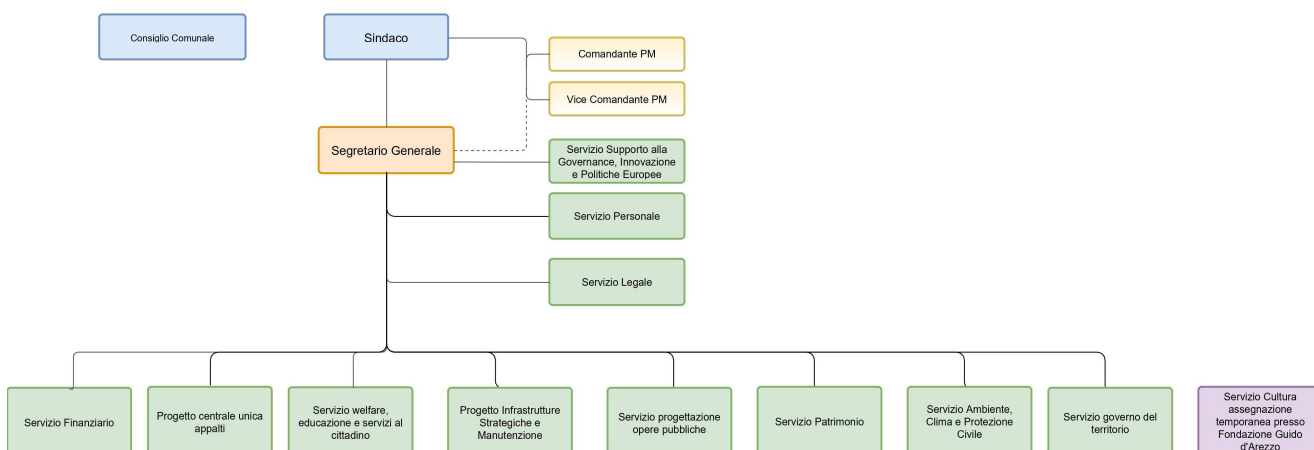 Consiglio Comunale
Sindaco
Comandante PM
Vice Comandante PM
Segretario Generale
Servizio Supporto alla
Governance, Innovazione
e Politiche Europee
Servizio Personale
Servizio Legale
Servizio Finanziario
Progetto centrale unica
appalti
Servizio welfare,
educazione e servizi al
cittadino
Progetto Infrastrutture
Strategiche e
Manutenzione
Servizio progettazione
opere pubbliche
Servizio Patrimonio
Servizio Ambiente,
Clima e Protezione
Civile
Servizio governo del
territorio
Servizio Cultura
assegnazione
temporanea presso
Fondazione Guido
d'Arezzo